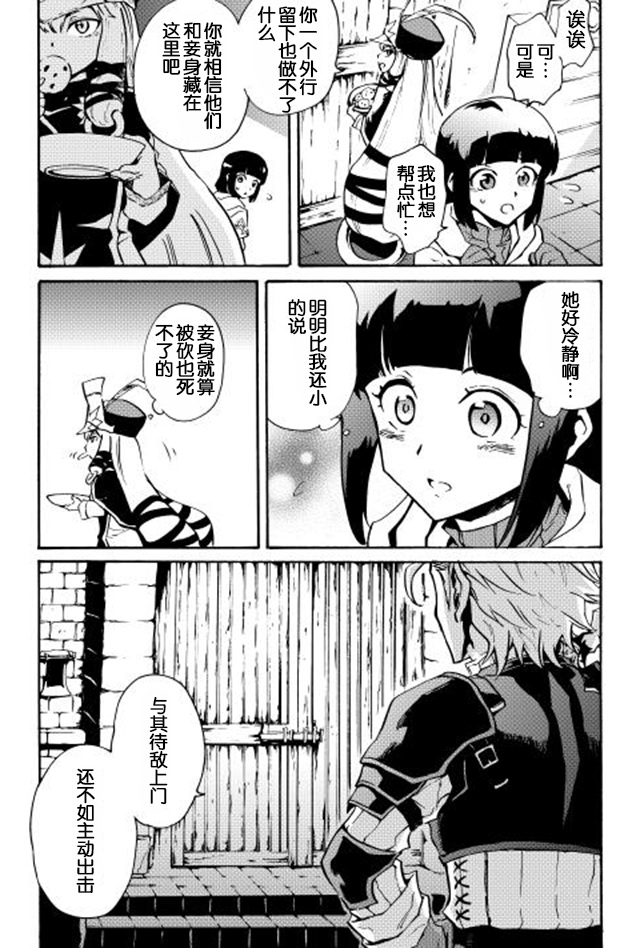 诶诶
可…
可是
我也想
帮点忙…
你一个外行
留下也做不了
什么
你就相信他们
和妾身藏在
这里吧
她好冷静啊…
明明比我还小
的说
妾身就算
被砍也死
不了的
与其待敌上门
还不如主动出击